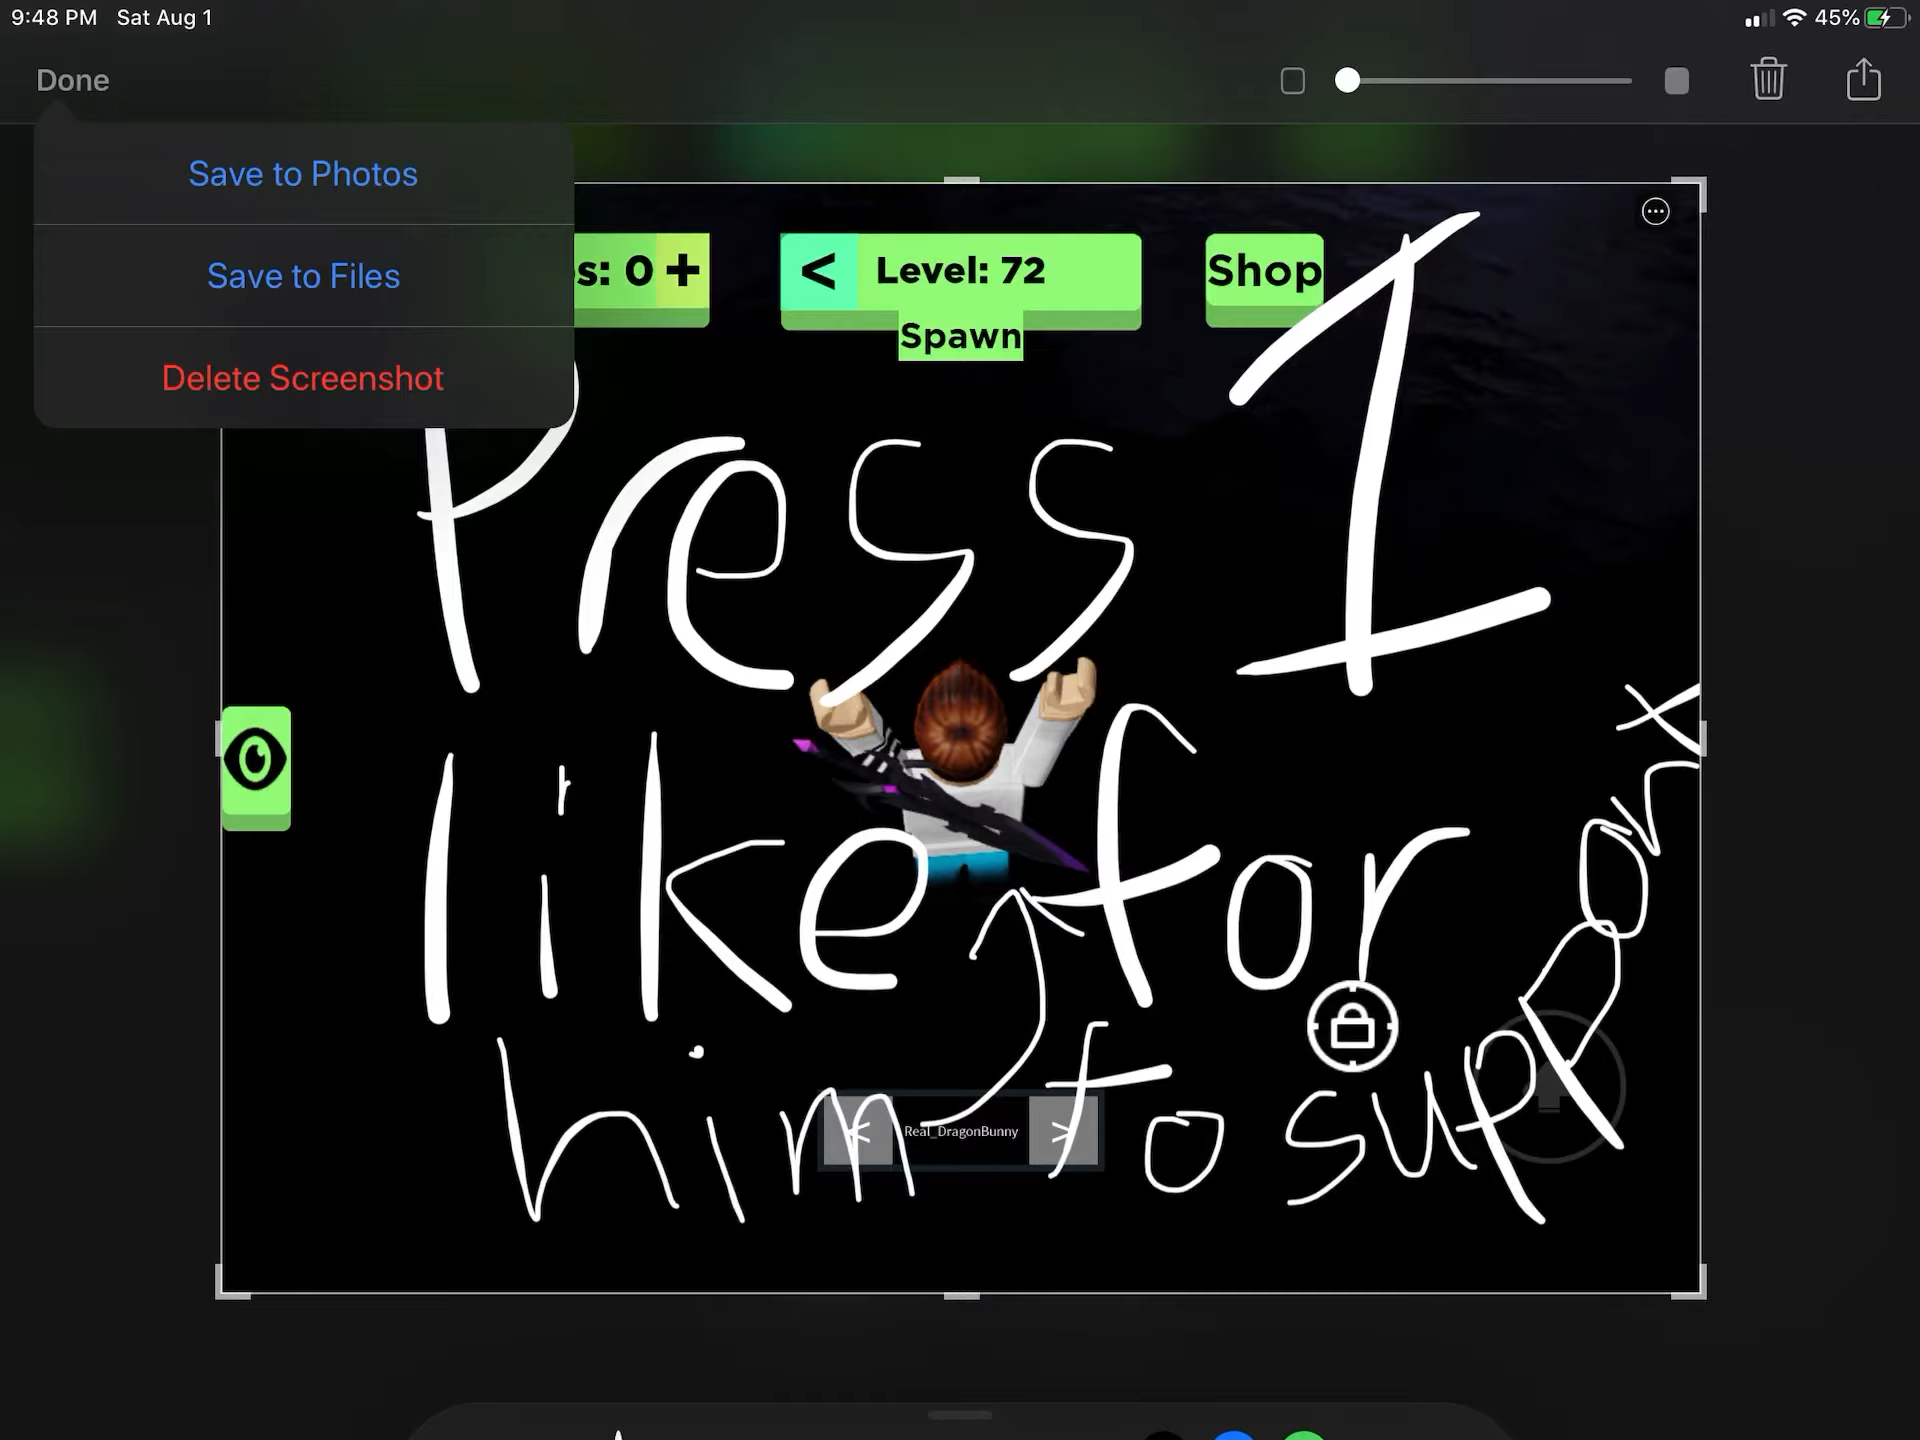 9:48 PM Sat Aug 1
45%
Done
Save to Photos
Save to Files
Delete Screenshot
s: 0 +
< Level: 72
Shop
Spawn
Press 1
like for
him to support
< Real_DragonBunny >